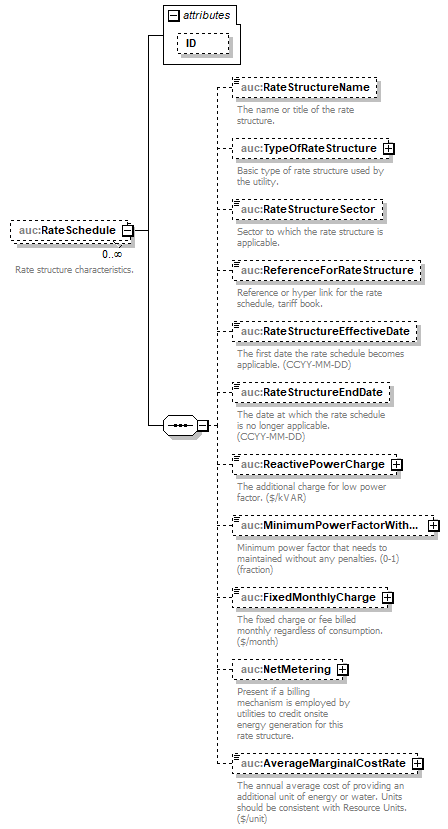 attributes
ID
auc:RateStructureName
The name or title of the rate
structure.
auc:TypeOfRateStructure
Basic type of rate structure used by
the utility.
auc:RateStructureSector
Sector to which the rate structure is
applicable.
auc:RateSchedule
0..∞
Rate structure characteristics.
auc:ReferenceForRateStructure
Reference or hyper link for the rate
schedule, tariff book.
auc:RateStructureEffectiveDate
The first date the rate schedule becomes
applicable. (CCYY-MM-DD)
auc:RateStructureEndDate
The date at which the rate schedule
is no longer applicable.
(CCYY-MM-DD)
auc:ReactivePowerCharge
The additional charge for low power
factor. ($/kVAR)
auc:MinimumPowerFactorWith...
Minimum power factor that needs to
maintained without any penalties. (0-1)
(fraction)
auc:FixedMonthlyCharge
The fixed charge or fee billed
monthly regardless of consumption.
($/month)
auc:NetMetering
Present if a billing
mechanism is employed by
utilities to credit onsite
energy generation for this
rate structure.
auc:AverageMarginalCostRate
The annual average cost of providing an
additional unit of energy or water. Units
should be consistent with Resource Units.
($/unit)